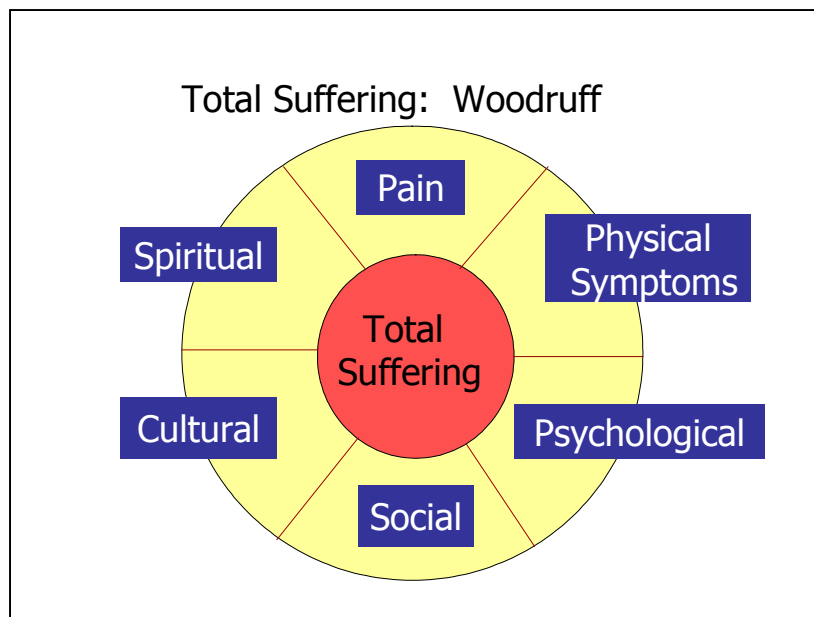 Total Suffering:  Woodruff
Pain
Spiritual
Physical
Symptoms
Total
Suffering
Cultural
Psychological
Social